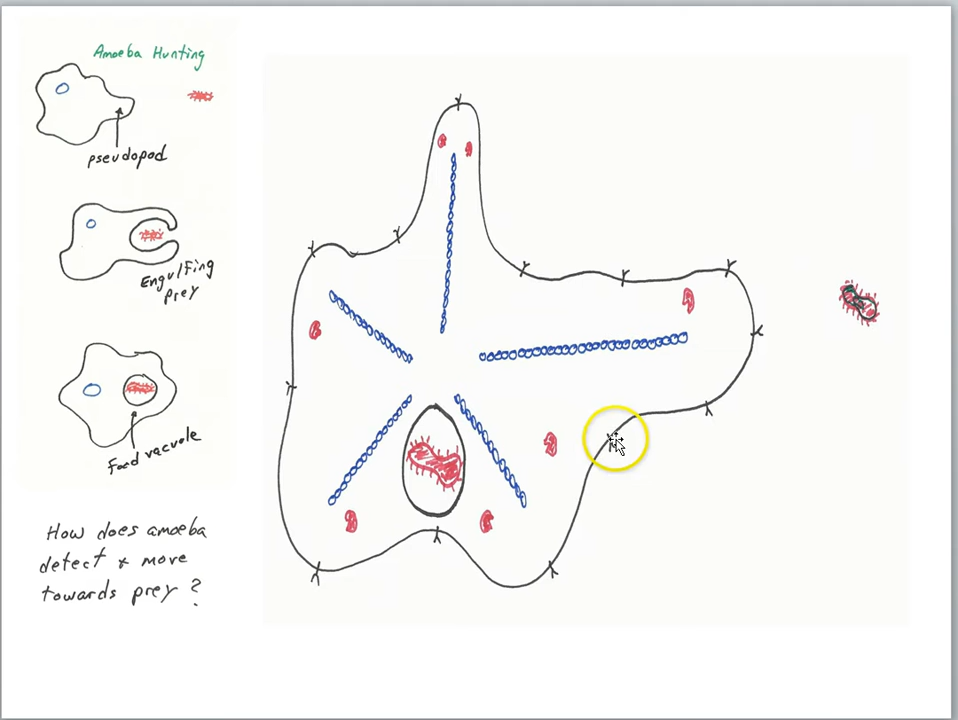 Amoeba Hunting
pseudopod
Engulfing
prey
Food vacuole
How does amoeba
detect & move
towards prey ?